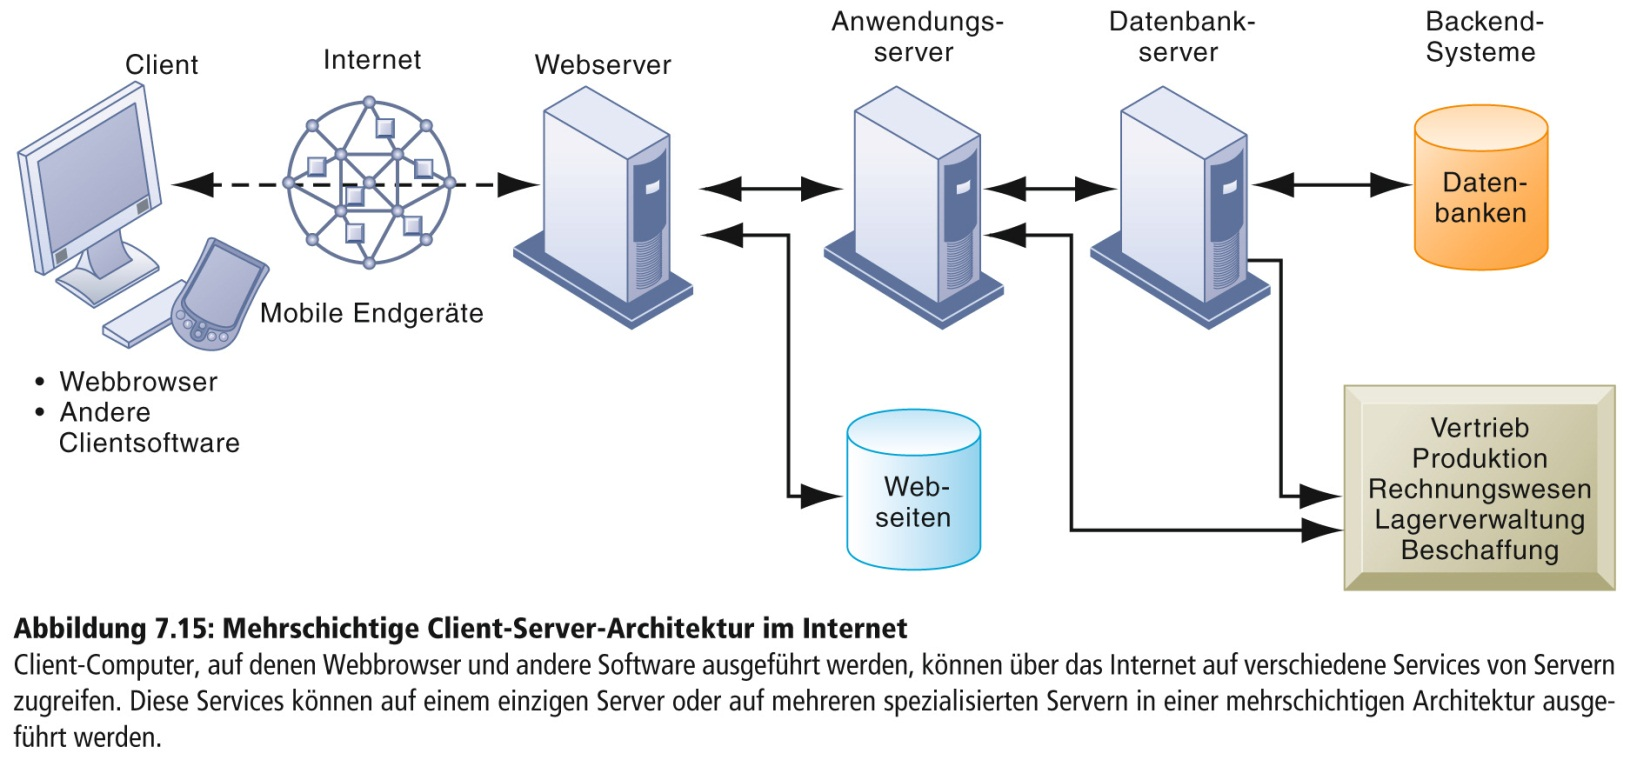 Client
Internet
Webserver
Anwendungs-
server
Datenbank-
server
Backend-
Systeme
Daten-
banken
Mobile Endgeräte
• Webbrowser
• Andere
Clientsoftware
Web-
seiten
Vertrieb
Produktion
Rechnungswesen
Lagerverwaltung
Beschaffung
Abbildung 7.15: Mehrschichtige Client-Server-Architektur im Internet
Client-Computer, auf denen Webbrowser und andere Software ausgeführt werden, können über das Internet auf verschiedene Services von Servern
zugreifen. Diese Services können auf einem einzigen Server oder auf mehreren spezialisierten Servern in einer mehrschichtigen Architektur ausge-
führt werden.